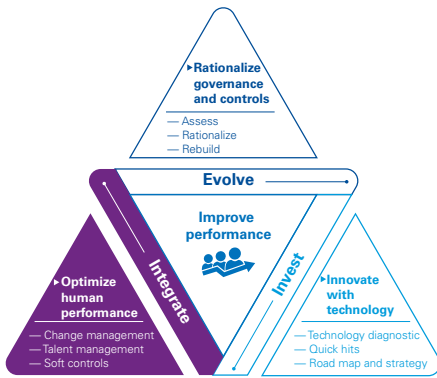 ▸Rationalize
governance
and controls
— Assess
— Rationalize
— Rebuild
Evolve
Improve
performance
Integrate
Invest
▸Optimize
human
performance
— Change management
— Talent management
— Soft controls
▸Innovate
with
technology
— Technology diagnostic
— Quick hits
— Road map and strategy